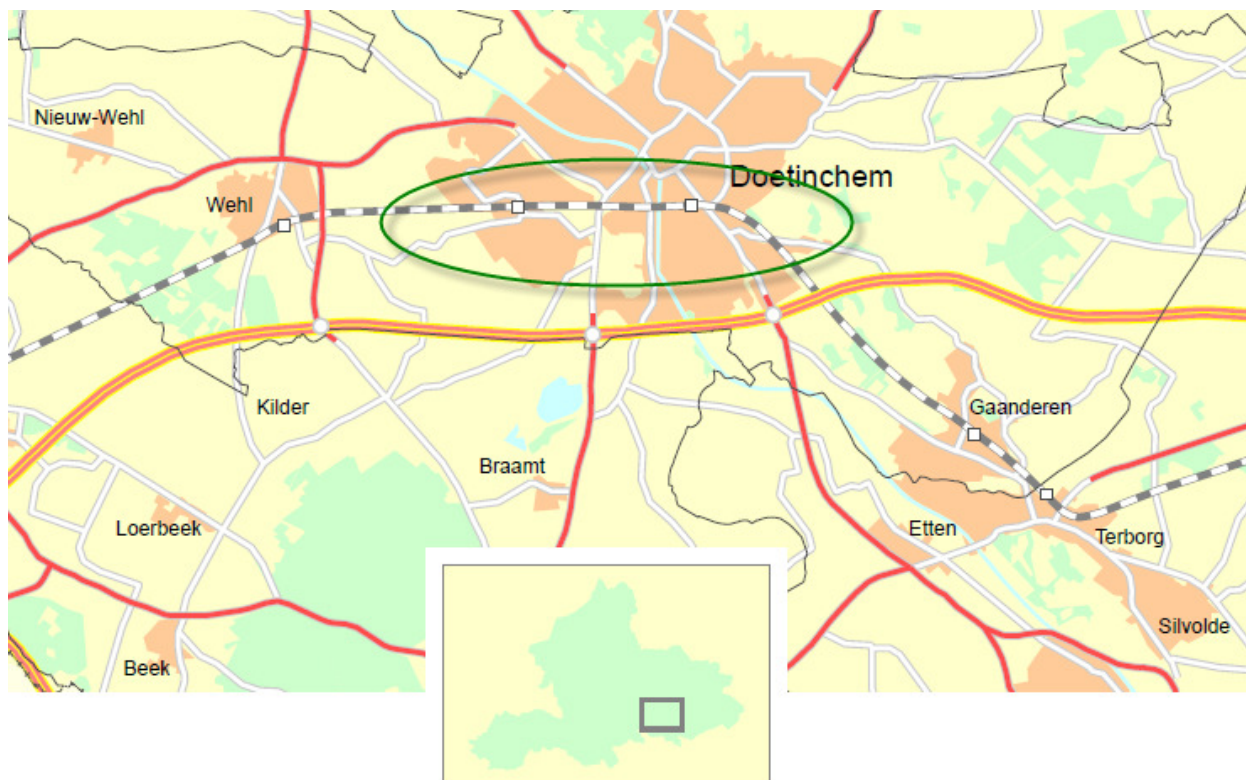 Nieuw-Wehl
Doetinchem
Wehl
Kilder
Gaanderen
Braamt
Loerbeek
Etten
Terborg
Silvolde
Beek